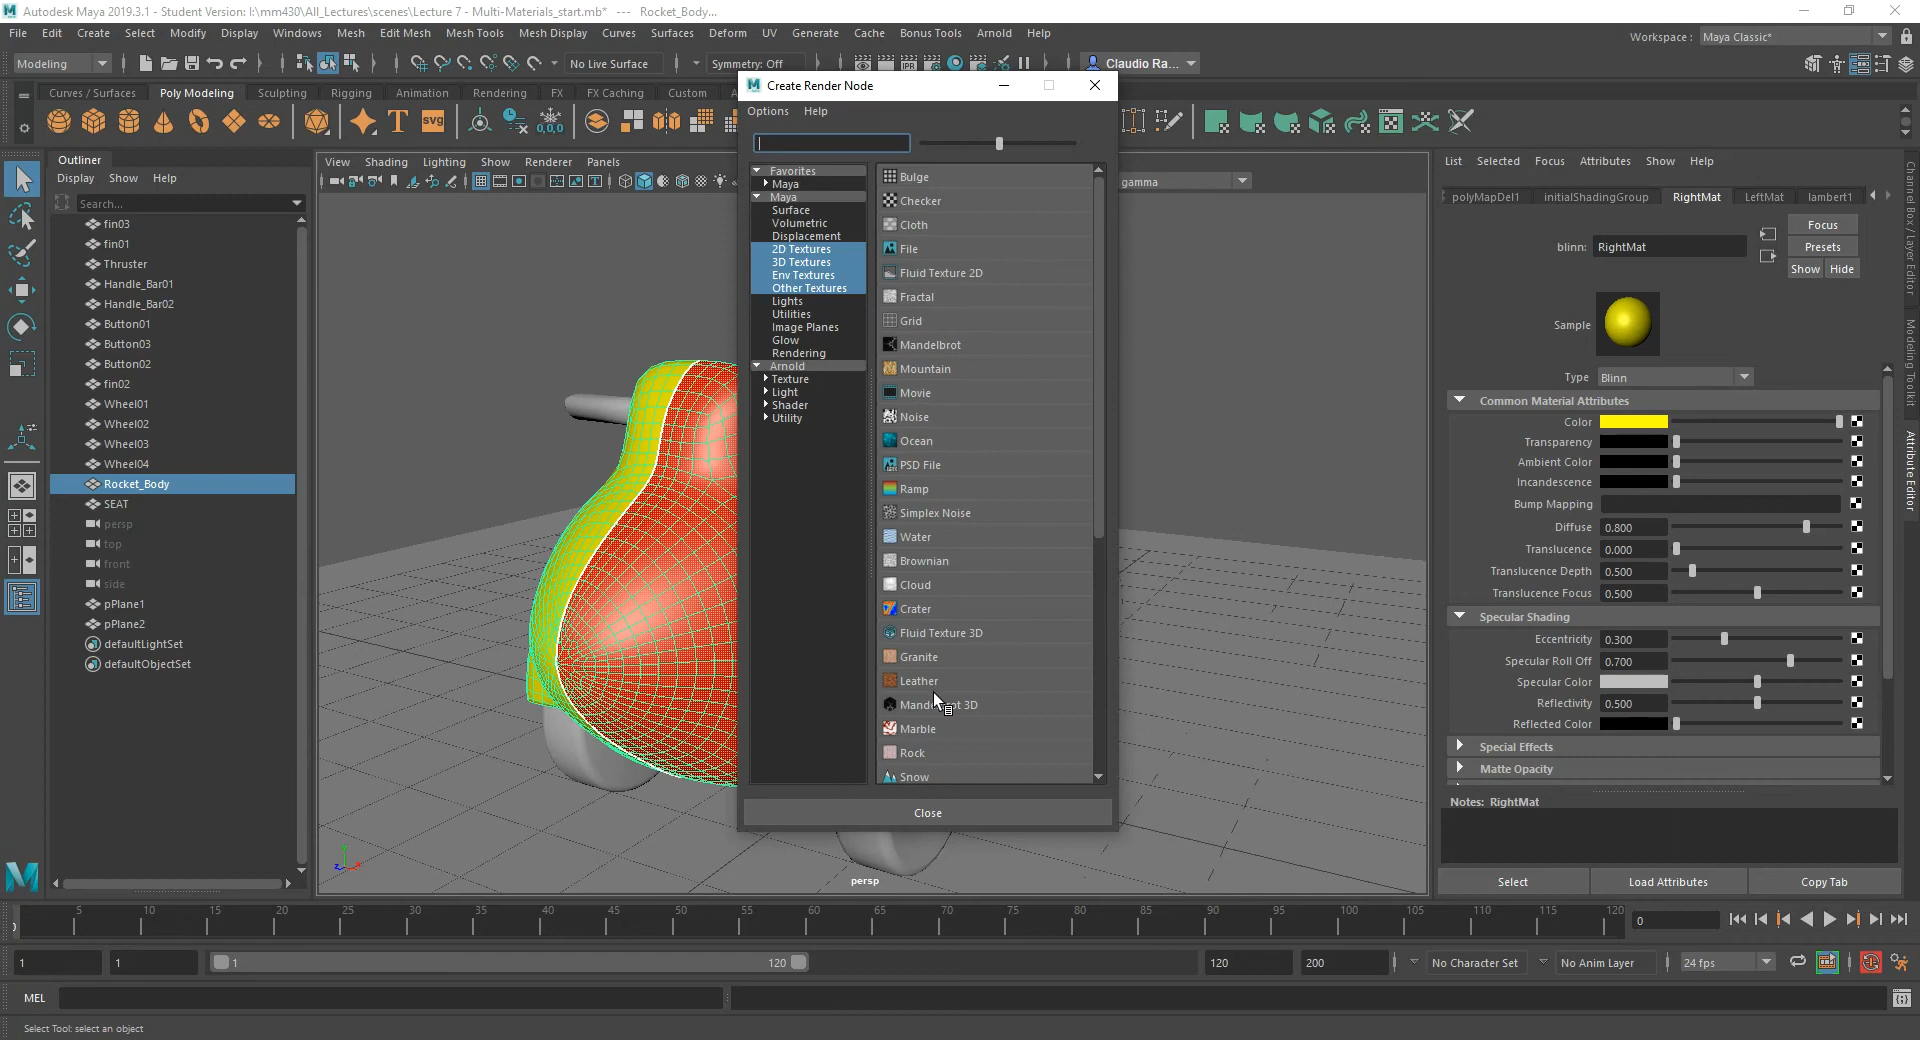 Autodesk Maya 2019.3.1 - Student Version: I:\mm430\All_Lectures\scenes\Lecture 7 - Multi-Materials_start.mb* --- Rocket_Body...
File Edit Create Select Modify Display Windows Mesh Edit Mesh Mesh Tools Mesh Display Curves Surfaces Deform UV Generate Cache Bonus Tools Arnold Help
Workspace : Maya Classic*
Modeling No Live Surface Symmetry: Off Claudio Ra...
Curves / Surfaces Poly Modeling Sculpting Rigging Animation Rendering FX FX Caching Custom
Create Render Node
Options Help
Outliner
Display Show Help
Search...
fin03
fin01
Thruster
Handle_Bar01
Handle_Bar02
Button01
Button03
Button02
fin02
Wheel01
Wheel02
Wheel03
Wheel04
Rocket_Body
SEAT
persp
top
front
side
pPlane1
pPlane2
defaultLightSet
defaultObjectSet
View Shading Lighting Show Renderer Panels
gamma
persp
Favorites
Maya
Maya
Surface
Volumetric
Displacement
2D Textures
3D Textures
Env Textures
Other Textures
Lights
Utilities
Image Planes
Glow
Rendering
Arnold
Texture
Light
Shader
Utility
Bulge
Checker
Cloth
File
Fluid Texture 2D
Fractal
Grid
Mandelbrot
Mountain
Movie
Noise
Ocean
PSD File
Ramp
Simplex Noise
Water
Brownian
Cloud
Crater
Fluid Texture 3D
Granite
Leather
3D
Marble
Rock
Snow
Close
List Selected Focus Attributes Show Help
polyMapDel1 initialShadingGroup RightMat LeftMat lambert1
blinn: RightMat
Focus
Presets
Show Hide
Sample
Type Blinn
Common Material Attributes
Color
Transparency
Ambient Color
Incandescence
Bump Mapping
Diffuse 0.800
Translucence 0.000
Translucence Depth 0.500
Translucence Focus 0.500
Specular Shading
Eccentricity 0.300
Specular Roll Off 0.700
Specular Color
Reflectivity 0.500
Reflected Color
Special Effects
Matte Opacity
Notes: RightMat
Select Load Attributes Copy Tab
Channel Box / Layer Editor
Modeling Toolkit
Attribute Editor
5 10 15 20 25 30 35 40 45 50 55 60 65 70 75 80 85 90 95 100 105 110 115 120
0
1 1 1 120 120 200 No Character Set No Anim Layer 24 fps
MEL
Select Tool: select an object